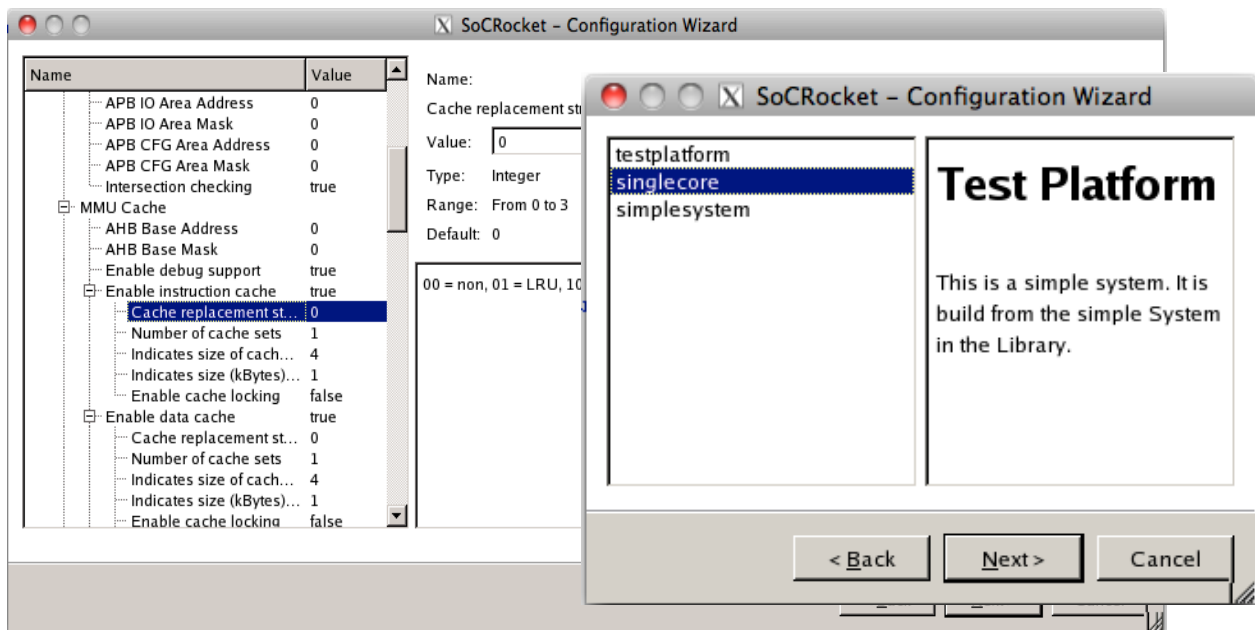 SoCRocket – Configuration Wizard
Name Value
APB IO Area Address 0
APB IO Area Mask 0
APB CFG Area Address 0
APB CFG Area Mask 0
Intersection checking true
MMU Cache
AHB Base Address 0
AHB Base Mask 0
Enable debug support true
Enable instruction cache true
Cache replacement st... 0
Number of cache sets 1
Indicates size of cach... 4
Indicates size (kBytes)... 1
Enable cache locking false
Enable data cache true
Cache replacement st... 0
Number of cache sets 1
Indicates size of cach... 4
Indicates size (kBytes)... 1
Enable cache locking false
Name:
Cache replacement st
Value: 0
Type: Integer
Range: From 0 to 3
Default: 0
00 = non, 01 = LRU, 10
SoCRocket – Configuration Wizard
testplatform
singlecore
simplesystem
Test Platform
This is a simple system. It is
build from the simple System
in the Library.
< Back Next > Cancel